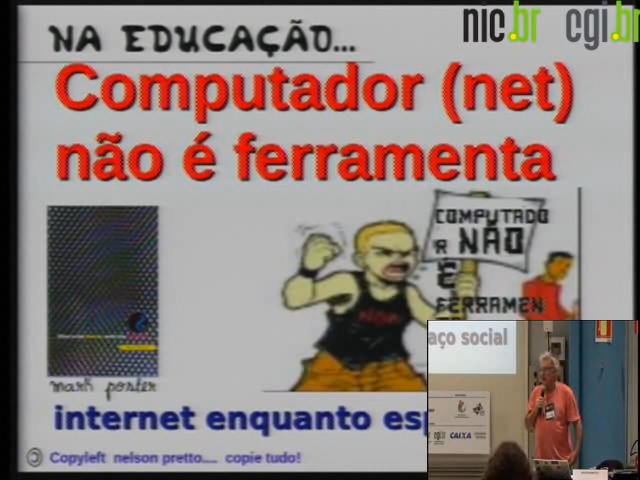 nic.br cgi.br
NA EDUCAÇÃO...
Computador (net)
não é ferramenta
COMPUTADO
R NÃO
É
FERRAMEN
mark poster
aço social
CAIXA
internet enquanto esp
Copyleft nelson pretto.... copie tudo!